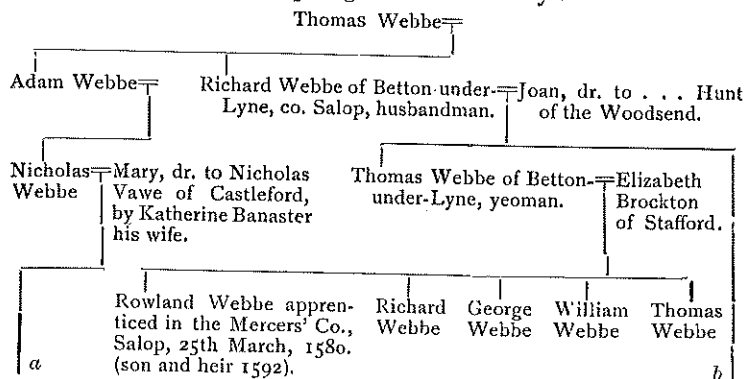 Thomas Webbe
Adam Webbe
Richard Webbe of Betton-under-
Lyne, co. Salop, husbandman.
Joan, dr. to . . . Hunt
of the Woodsend.
Nicholas
Webbe
Mary, dr. to Nicholas
Vawe of Castleford,
by Katherine Banaster
his wife.
Thomas Webbe of Betton-
under-Lyne, yeoman.
Elizabeth
Brockton
of Stafford.
Rowland Webbe appren-
ticed in the Mercers' Co.,
Salop, 25th March, 1580.
(son and heir 1592).
Richard
Webbe
George
Webbe
William
Webbe
Thomas
Webbe
a
b